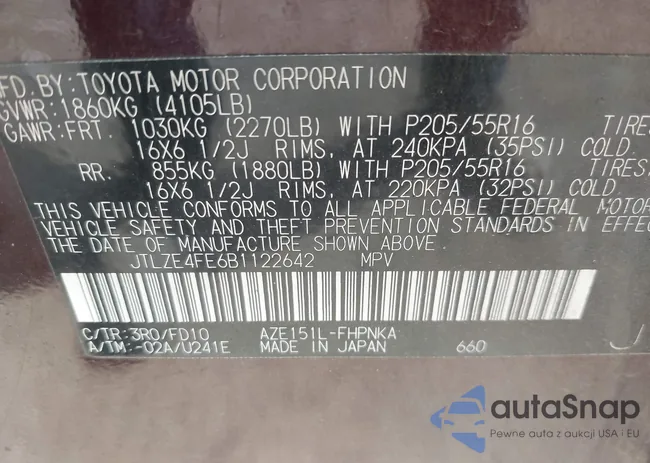 FD.BY:TOYOTA MOTOR CORPORATION
GVWR:1860KG (4105LB)
GAWR:FRT. 1030KG (2270LB) WITH P205/55R16 TIRES
16X6 1/2J RIMS, AT 240KPA (35PSI) COLD.
RR. 855KG (1880LB) WITH P205/55R16 TIRES
16X6 1/2J RIMS, AT 220KPA (32PSI) COLD.
THIS VEHICLE CONFORMS TO ALL APPLICABLE FEDERAL MOTOR
VEHICLE SAFETY AND THEFT PREVENTION STANDARDS IN EFFE
THE DATE OF MANUFACTURE SHOWN ABOVE.
JTLZE4FE6B1122642 MPV
C/TR:3R0/FD10 AZE151L-FHPNKA
A/TM:-02A/U241E MADE IN JAPAN 660
J
autaSnap
Pewne auta z aukcji USA i EU